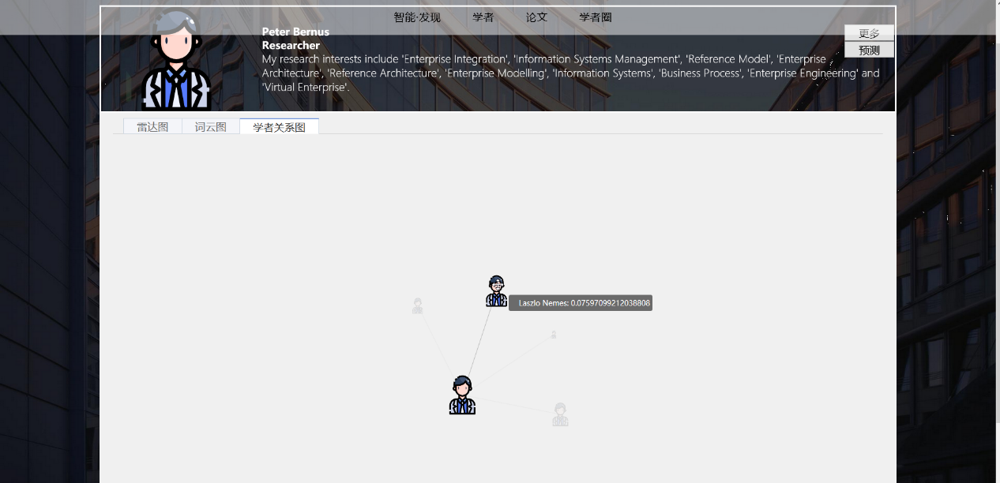 智能·发现 学者 论文 学者圈
Peter Bernus
Researcher
更多
预测
My research interests include 'Enterprise Integration', 'Information Systems Management', 'Reference Model', 'Enterprise
Architecture', 'Reference Architecture', 'Enterprise Modelling', 'Information Systems', 'Business Process', 'Enterprise Engineering' and
'Virtual Enterprise'.
雷达图 词云图 学者关系图
Laszlo Nemes: 0.07597099212038808